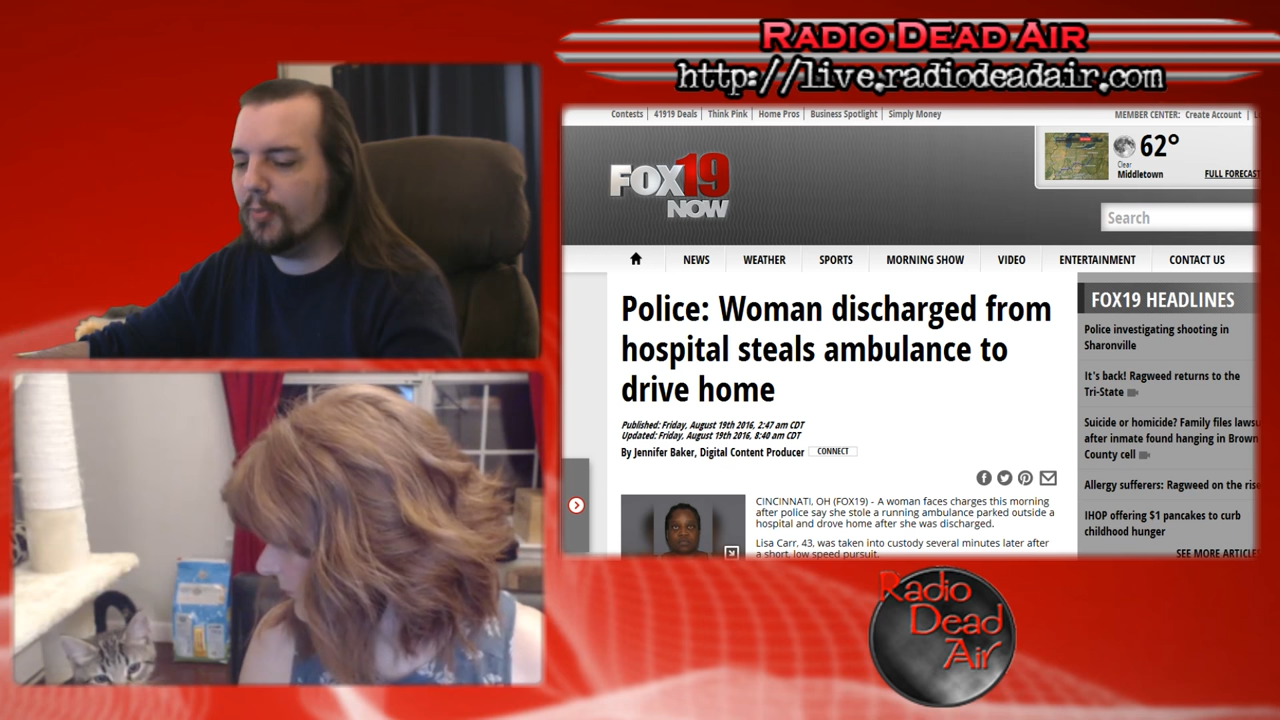 RADIO DEAD AIR
http://live.radiodeadair.com
Contests | 41919 Deals | Think Pink | Home Pros | Business Spotlight | Simply Money
MEMBER CENTER: Create Account |
FOX19
NOW
62°
Clear
Middletown
FULL FORECAST
Search
NEWS WEATHER SPORTS MORNING SHOW VIDEO ENTERTAINMENT CONTACT US
Police: Woman discharged from
hospital steals ambulance to
drive home
Published: Friday, August 19th 2016, 2:47 am CDT
Updated: Friday, August 19th 2016, 8:40 am CDT
By Jennifer Baker, Digital Content Producer CONNECT
CINCINNATI, OH (FOX19) - A woman faces charges this morning
after police say she stole a running ambulance parked outside a
hospital and drove home after she was discharged.
Lisa Carr, 43, was taken into custody several minutes later after
a short, low speed pursuit.
FOX19 HEADLINES
Police investigating shooting in
Sharonville
It's back! Ragweed returns to the
Tri-State
Suicide or homicide? Family files lawsu
after inmate found hanging in Brown
County cell
Allergy sufferers: Ragweed on the rise
IHOP offering $1 pancakes to curb
childhood hunger
SEE MORE ARTICLE
Radio
Dead
Air